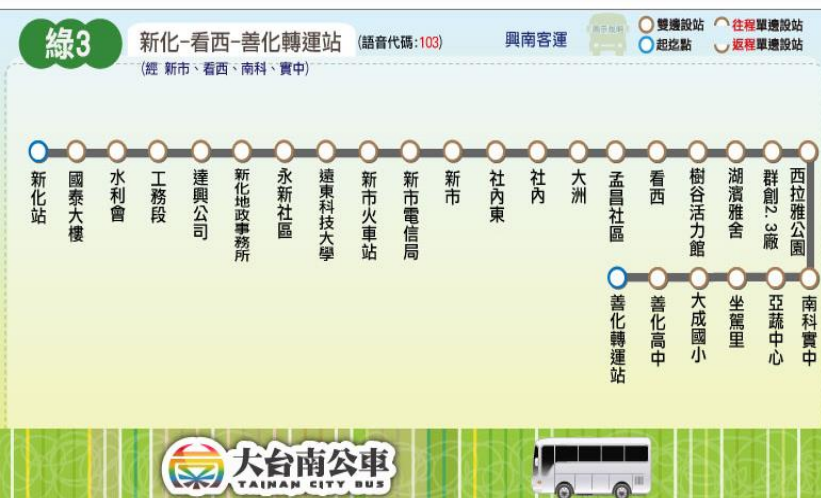 綠3
新化-看西-善化轉運站 (語音代碼:103)
(經 新市、看西、南科、實中)
興南客運
雙邊設站
往程單邊設站
起迄點
返程單邊設站
新化站
國泰大樓
水利會
工務段
達興公司
新化地政事務所
永新社區
遠東科技大學
新市火車站
新市電信局
新市
社內東
社內
大洲
孟昌社區
看西
樹谷活力館
湖濱雅舍
群創2. 3廠
西拉雅公園
南科實中
亞蔬中心
坐駕里
大成國小
善化高中
善化轉運站
大台南公車
TAINAN CITY BUS